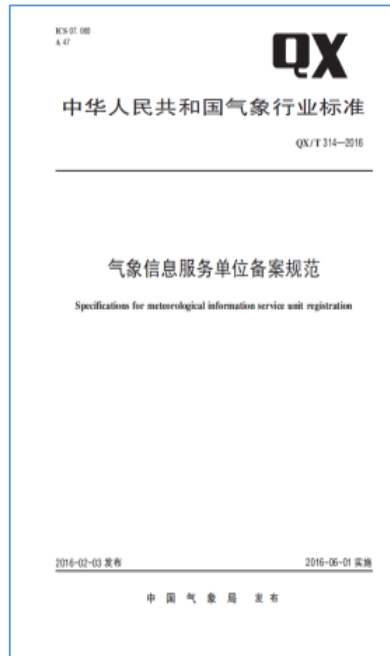 ICS 07.060
A 47
QX
中华人民共和国气象行业标准
QX/T 314—2016
气象信息服务单位备案规范
Specifications for meteorological information service unit registration
2016-02-03 发布
2016-06-01 实施
中 国 气 象 局 发 布